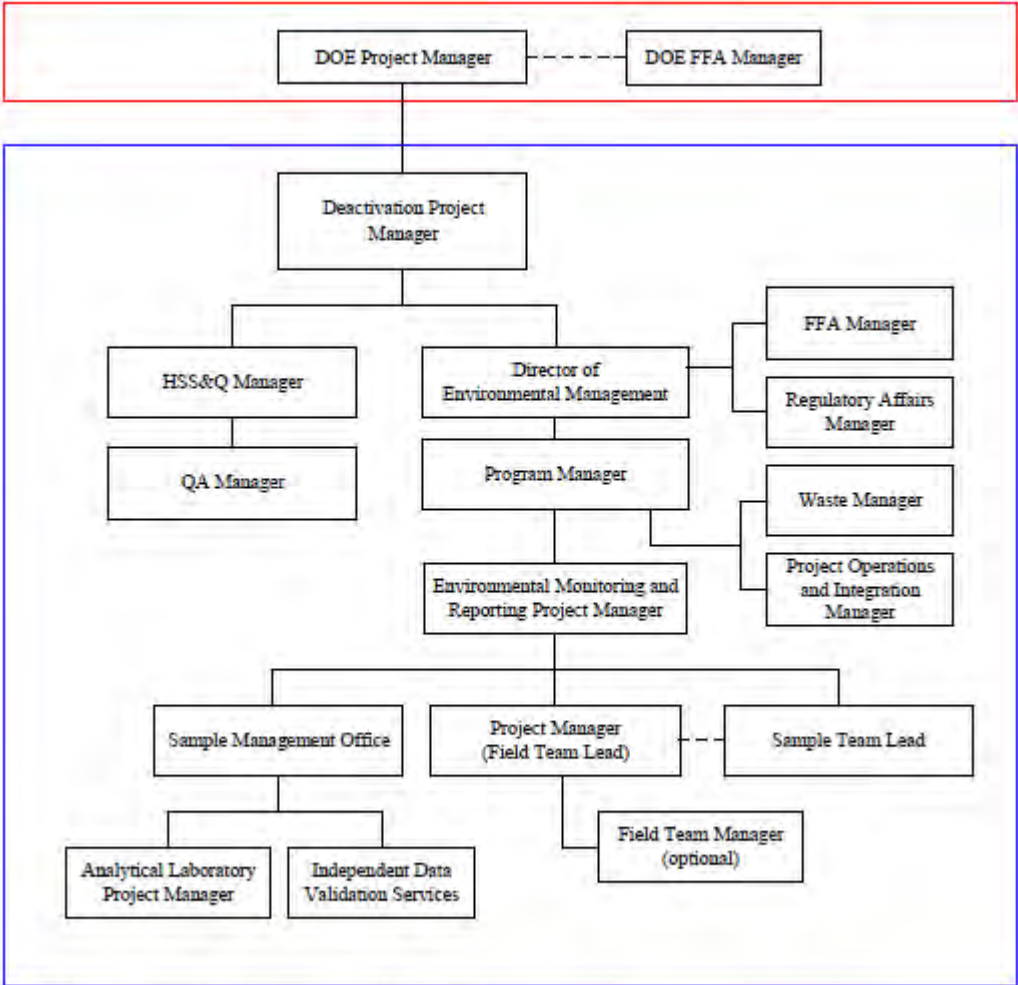 DOE Project Manager
DOE FFA Manager
Deactivation Project
Manager
FFA Manager
HSS&Q Manager
Director of
Environmental Management
Regulatory Affairs
Manager
QA Manager
Program Manager
Waste Manager
Environmental Monitoring and
Reporting Project Manager
Project Operations
and Integration
Manager
Sample Management Office
Project Manager
(Field Team Lead)
Sample Team Lead
Analytical Laboratory
Project Manager
Independent Data
Validation Services
Field Team Manager
(optional)